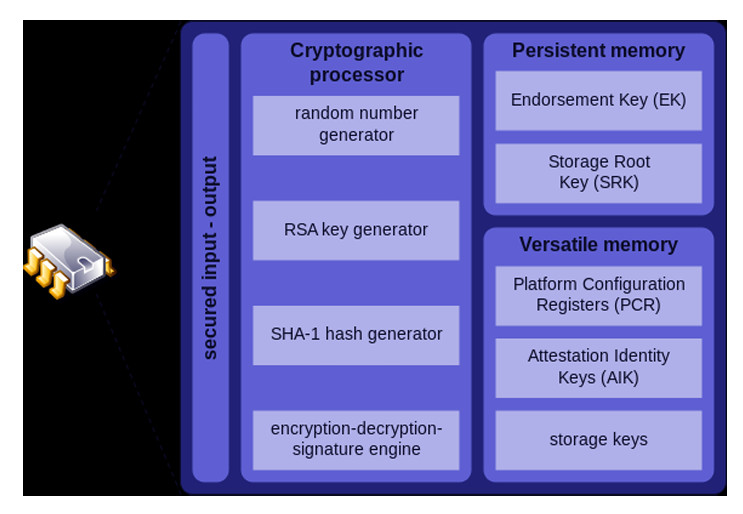 secured input - output
Cryptographic
processor
random number
generator
RSA key generator
SHA-1 hash generator
encryption-decryption-
signature engine
Persistent memory
Endorsement Key (EK)
Storage Root
Key (SRK)
Versatile memory
Platform Configuration
Registers (PCR)
Attestation Identity
Keys (AIK)
storage keys